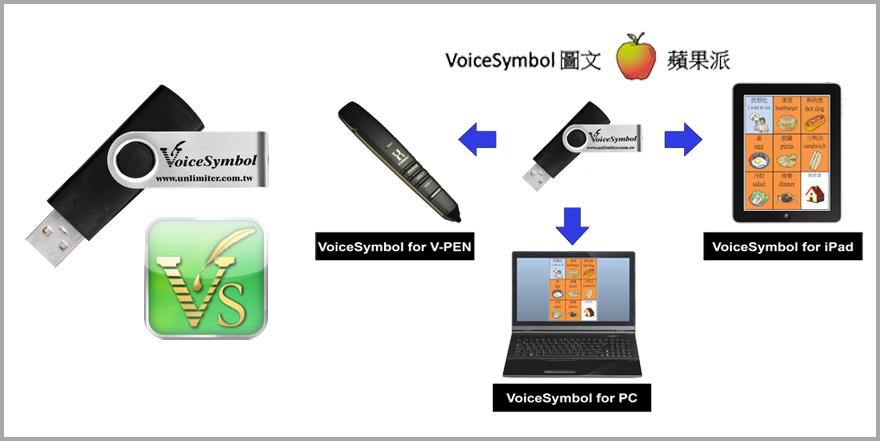 VoiceSymbol 圖文 蘋果派
VoiceSymbol
www.unlimiter.com.tw
VS
VoiceSymbol
www.unlimiter.com.tw
VoiceSymbol for V-PEN
VoiceSymbol for PC
我想吃
I want to eat
漢堡
hamburger
熱狗堡
hot dog
蛋
egg
披薩
pizza
三明治
sandwich
沙拉
salad
晚餐
dinner
回首頁
VoiceSymbol for iPad